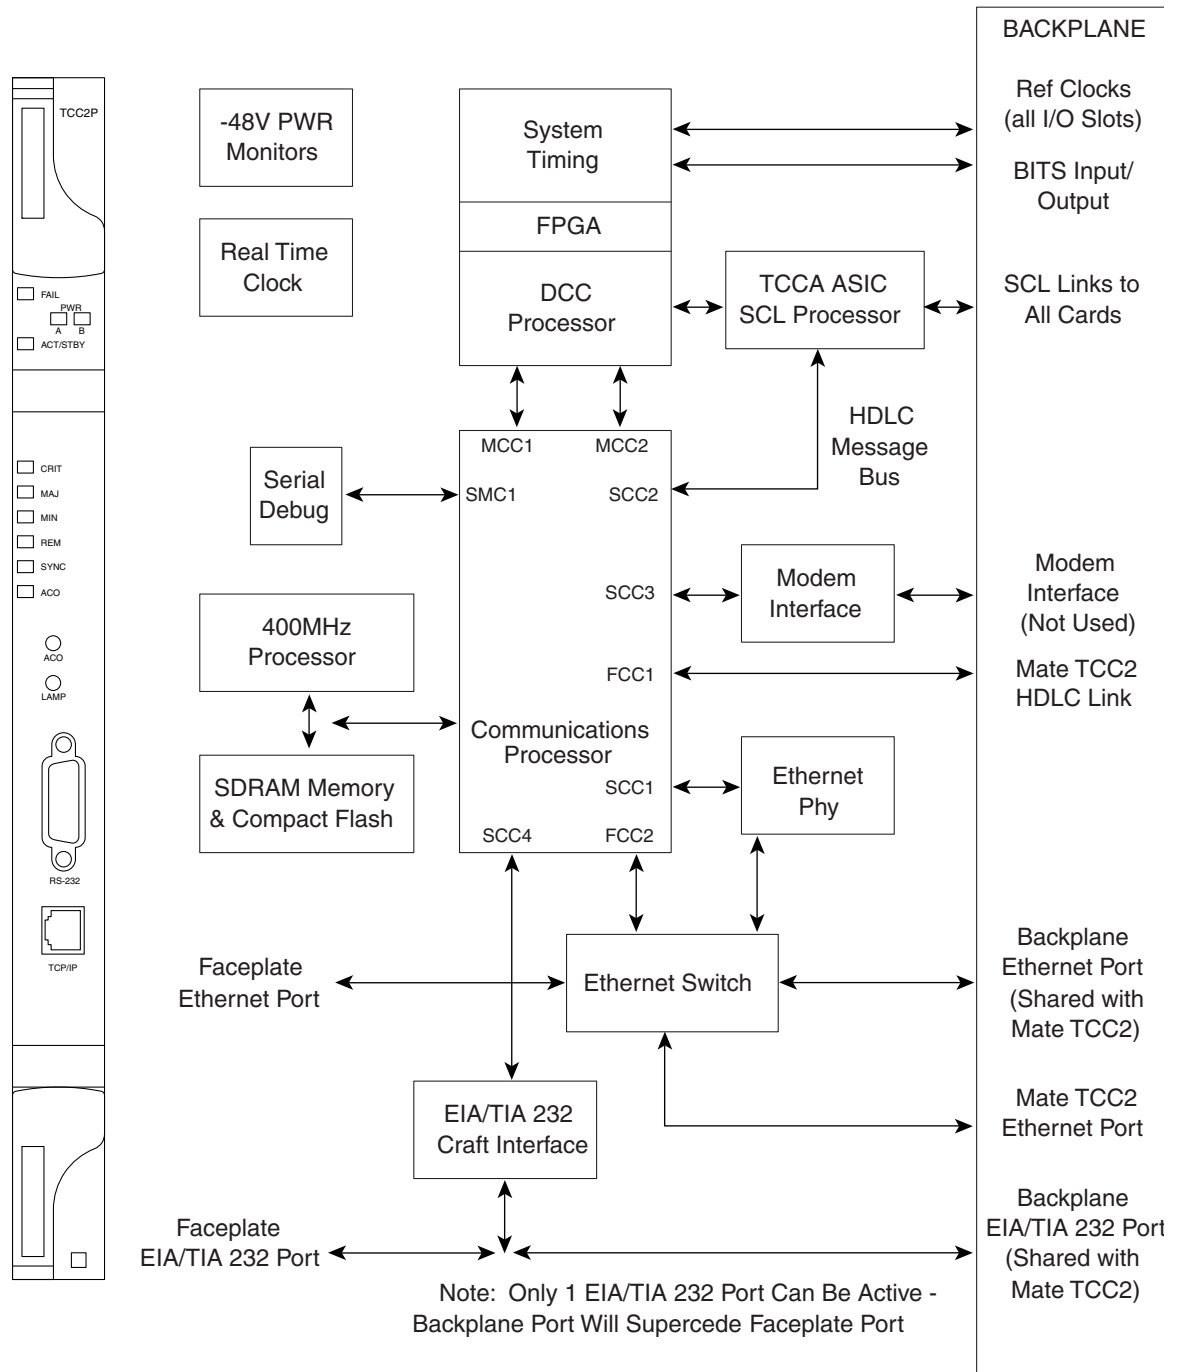 BACKPLANE
TCC2P
FAIL
PWR
A B
ACT/STBY
CRIT
MAJ
MIN
REM
SYNC
ACO
ACO
LAMP
RS-232
TCP/IP
-48V PWR
Monitors
Real Time
Clock
System
Timing
FPGA
DCC
Processor
TCCA ASIC
SCL Processor
HDLC
Message
Bus
MCC1
MCC2
SMC1
SCC2
SCC3
FCC1
Communications
Processor
SCC1
SCC4
FCC2
Serial
Debug
400MHz
Processor
SDRAM Memory
& Compact Flash
Modem
Interface
Ethernet
Phy
Faceplate
Ethernet Port
Ethernet Switch
EIA/TIA 232
Craft Interface
Faceplate
EIA/TIA 232 Port
Ref Clocks
(all I/O Slots)
BITS Input/
Output
SCL Links to
All Cards
Modem
Interface
(Not Used)
Mate TCC2
HDLC Link
Backplane
Ethernet Port
(Shared with
Mate TCC2)
Mate TCC2
Ethernet Port
Backplane
EIA/TIA 232 Port
(Shared with
Mate TCC2)
Note: Only 1 EIA/TIA 232 Port Can Be Active -
Backplane Port Will Supercede Faceplate Port